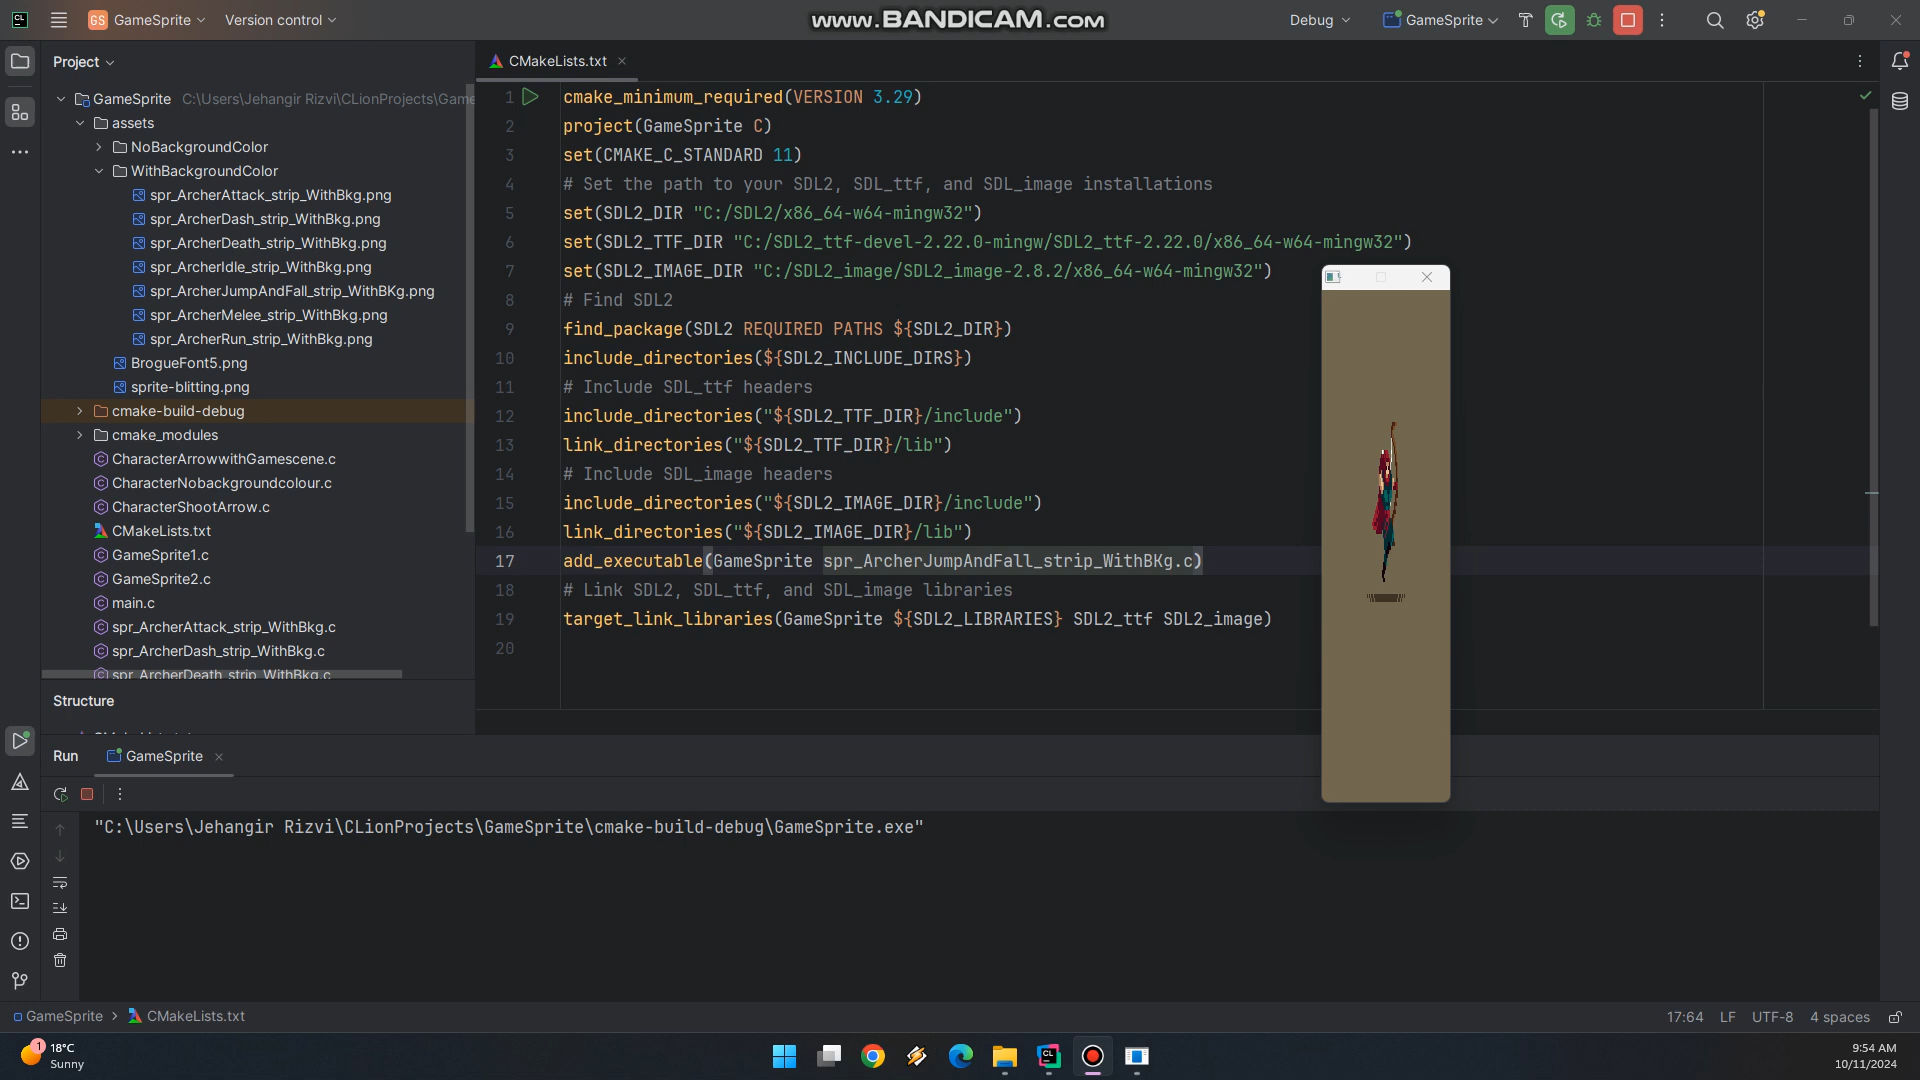 GS GameSprite Version control www.BANDICAM.com Debug GameSprite
Project CMakeLists.txt
GameSprite C:\Users\Jehangir Rizvi\CLionProjects\Game
assets
NoBackgroundColor
WithBackgroundColor
spr_ArcherAttack_strip_WithBkg.png
spr_ArcherDash_strip_WithBkg.png
spr_ArcherDeath_strip_WithBkg.png
spr_ArcherIdle_strip_WithBkg.png
spr_ArcherJumpAndFall_strip_WithBKg.png
spr_ArcherMelee_strip_WithBkg.png
spr_ArcherRun_strip_WithBkg.png
BrogueFont5.png
sprite-blitting.png
cmake-build-debug
cmake_modules
CharacterArrowwithGamescene.c
CharacterNobackgroundcolour.c
CharacterShootArrow.c
CMakeLists.txt
GameSprite1.c
GameSprite2.c
main.c
spr_ArcherAttack_strip_WithBkg.c
spr_ArcherDash_strip_WithBkg.c
spr_ArcherDeath_strip_WithBkg.c
1 cmake_minimum_required(VERSION 3.29)
2 project(GameSprite C)
3 set(CMAKE_C_STANDARD 11)
4 # Set the path to your SDL2, SDL_ttf, and SDL_image installations
5 set(SDL2_DIR "C:/SDL2/x86_64-w64-mingw32")
6 set(SDL2_TTF_DIR "C:/SDL2_ttf-devel-2.22.0-mingw/SDL2_ttf-2.22.0/x86_64-w64-mingw32")
7 set(SDL2_IMAGE_DIR "C:/SDL2_image/SDL2_image-2.8.2/x86_64-w64-mingw32")
8 # Find SDL2
9 find_package(SDL2 REQUIRED PATHS ${SDL2_DIR})
10 include_directories(${SDL2_INCLUDE_DIRS})
11 # Include SDL_ttf headers
12 include_directories("${SDL2_TTF_DIR}/include")
13 link_directories("${SDL2_TTF_DIR}/lib")
14 # Include SDL_image headers
15 include_directories("${SDL2_IMAGE_DIR}/include")
16 link_directories("${SDL2_IMAGE_DIR}/lib")
17 add_executable(GameSprite spr_ArcherJumpAndFall_strip_WithBKg.c)
18 # Link SDL2, SDL_ttf, and SDL_image libraries
19 target_link_libraries(GameSprite ${SDL2_LIBRARIES} SDL2_ttf SDL2_image)
20
Structure
Run GameSprite
"C:\Users\Jehangir Rizvi\CLionProjects\GameSprite\cmake-build-debug\GameSprite.exe"
GameSprite > CMakeLists.txt 17:64 LF UTF-8 4 spaces
1 18°C
Sunny
9:54 AM
10/11/2024